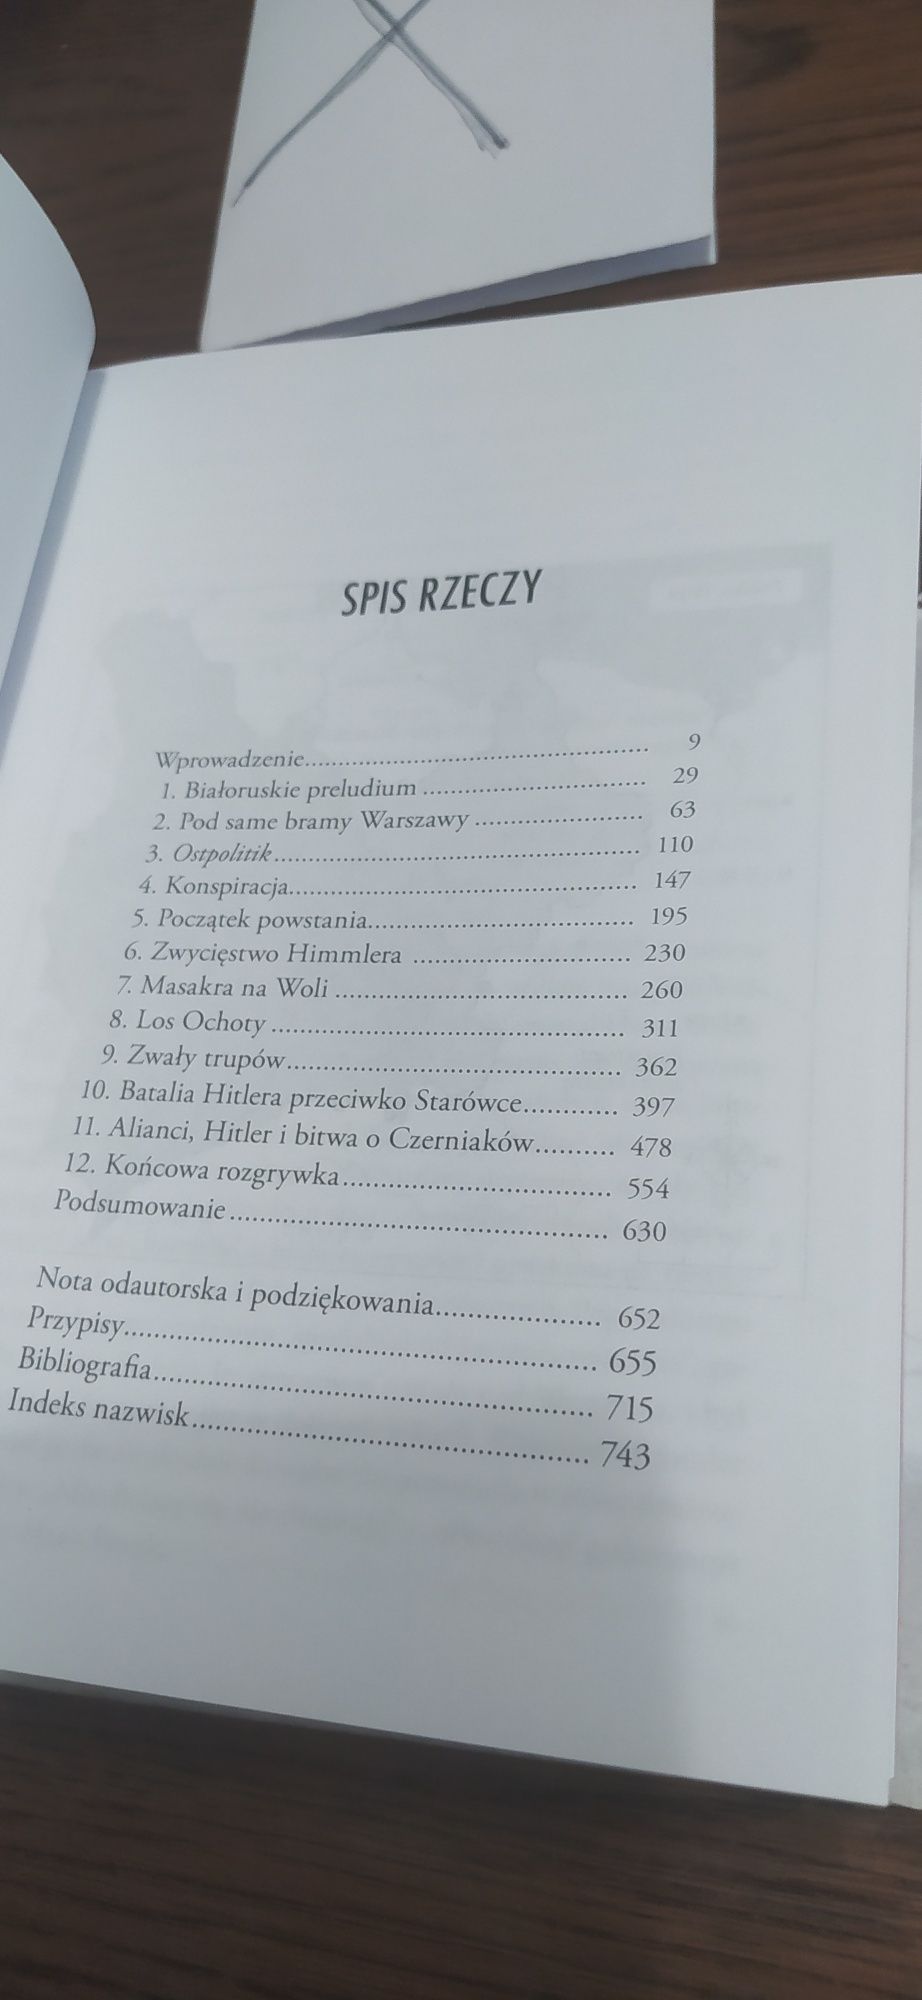 SPIS RZECZY
Wprowadzenie........................................................ 9
1. Białoruskie preludium .................................... 29
2. Pod same bramy Warszawy ........................... 63
3. Ostpolitik........................................................ 110
4. Konspiracja..................................................... 147
5. Początek powstania......................................... 195
6. Zwycięstwo Himmlera ................................... 230
7. Masakra na Woli .............................................. 260
8. Los Ochoty ....................................................... 311
9. Zwały trupów.................................................... 362
10. Batalia Hitlera przeciwko Starówce............. 397
11. Alianci, Hitler i bitwa o Czerniaków........... 478
12. Końcowa rozgrywka....................................... 554
Podsumowanie...................................................... 630
Nota odautorska i podziękowania...................... 652
Przypisy................................................................. 655
Bibliografia............................................................ 715
Indeks nazwisk...................................................... 743